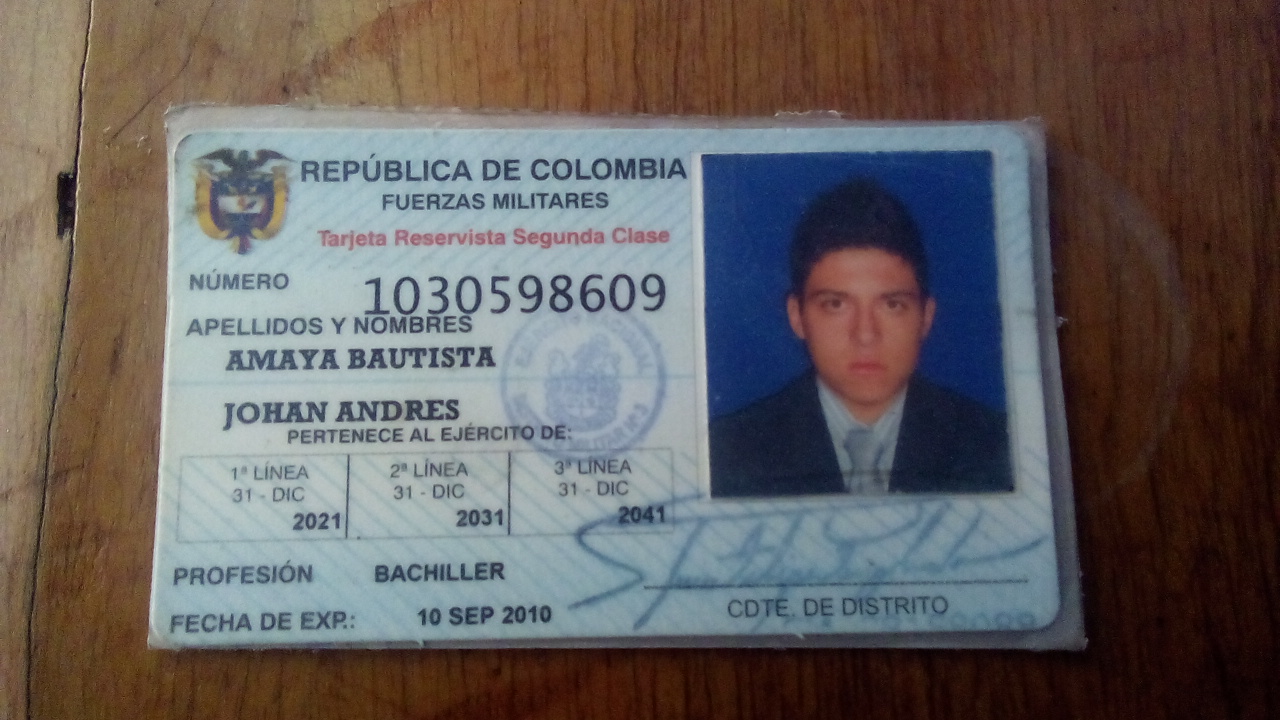 REPÚBLICA DE COLOMBIA
FUERZAS MILITARES
Tarjeta Reservista Segunda Clase
NÚMERO 1030598609
APELLIDOS Y NOMBRES
AMAYA BAUTISTA
JOHAN ANDRES
PERTENECE AL EJÉRCITO DE:
1ª LÍNEA 2ª LÍNEA 3ª LÍNEA
31 - DIC 31 - DIC 31 - DIC
2021 2031 2041
PROFESIÓN BACHILLER
FECHA DE EXP.: 10 SEP 2010
CDTE. DE DISTRITO